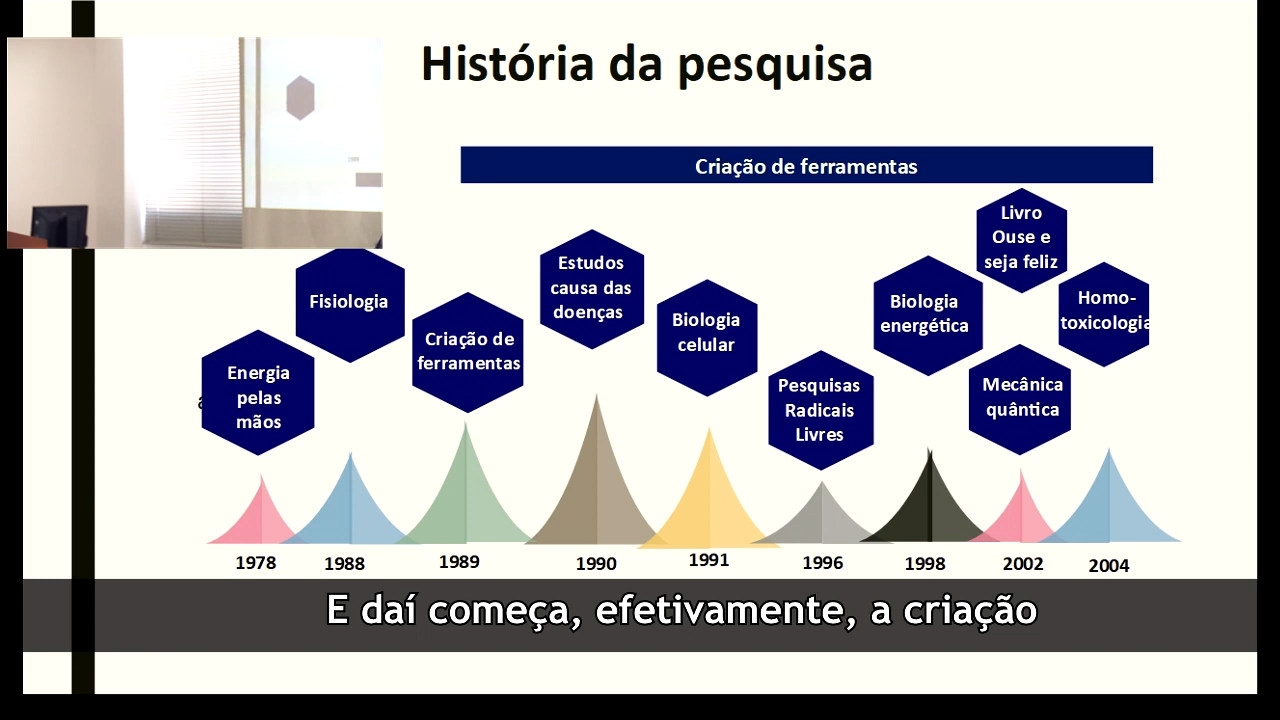 História da pesquisa
Criação de ferramentas
Energia
pelas
mãos
Fisiologia
Criação de
ferramentas
Estudos
causa das
doenças
Biologia
celular
Pesquisas
Radicais
Livres
Biologia
energética
Livro
Ouse e
seja feliz
Mecânica
quântica
Homo-
toxicologia
1978
1988
1989
1990
1991
1996
1998
2002
2004
E daí começa, efetivamente, a criação